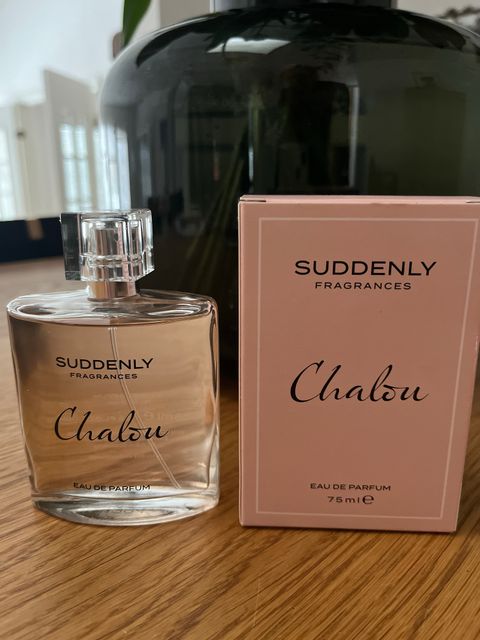 SUDDENLY
FRAGRANCES
Chalou
EAU DE PARFUM
SUDDENLY
FRAGRANCES
Chalou
EAU DE PARFUM
75ml℮